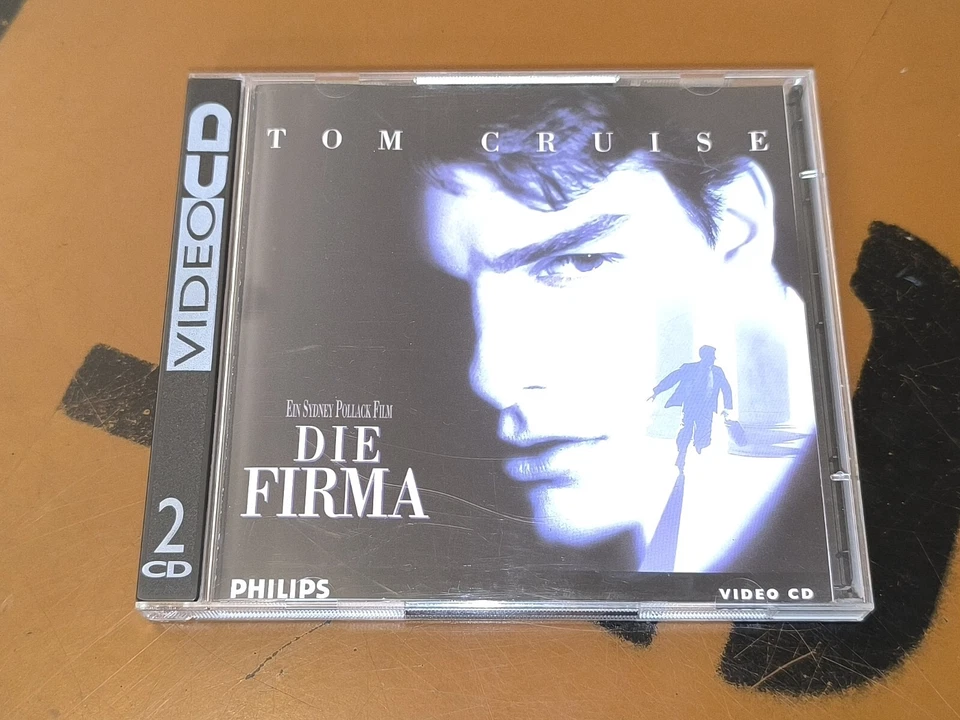 VIDEO CD
2
CD
TOM CRUISE
EIN SYDNEY POLLACK FILM
DIE
FIRMA
PHILIPS
VIDEO CD